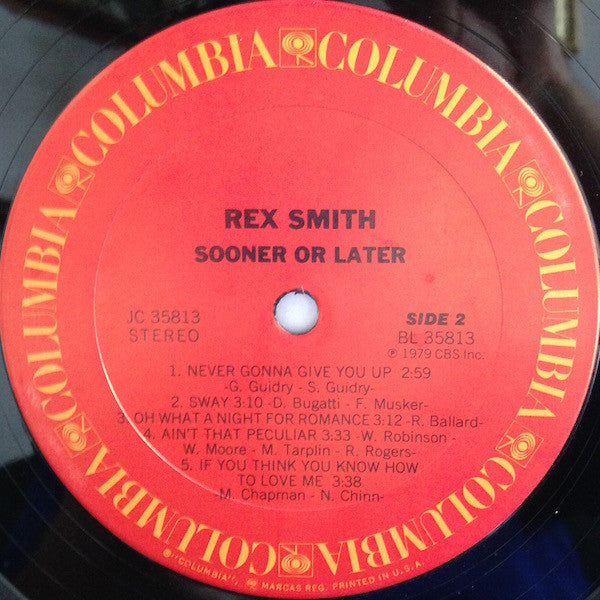 COLUMBIA COLUMBIA COLUMBIA COLUMBIA COLUMBIA COLUMBIA
REX SMITH
SOONER OR LATER
JC 35813
STEREO
SIDE 2
BL 35813
℗ 1979 CBS Inc.
1. NEVER GONNA GIVE YOU UP 2:59
-G. Guidry - S. Guidry-
2. SWAY 3:10 -D. Bugatti - F. Musker-
3. OH WHAT A NIGHT FOR ROMANCE 3:12 -R. Ballard-
4. AIN'T THAT PECULIAR 3:33 -W. Robinson -
W. Moore - M. Tarplin - R. Rogers-
5. IF YOU THINK YOU KNOW HOW
TO LOVE ME 3:38
-M. Chapman - N. Chinn-
® "COLUMBIA", MARCAS REG. PRINTED IN U.S.A.